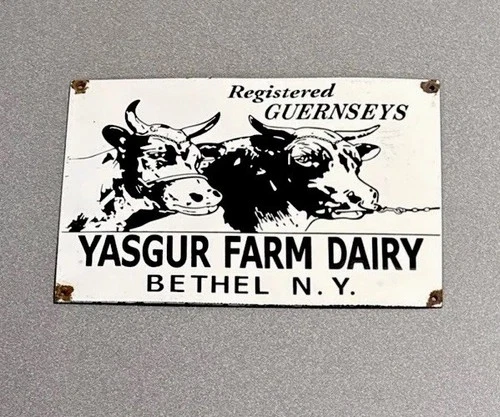 Registered
GUERNSEYS
YASGUR FARM DAIRY
BETHEL N.Y.